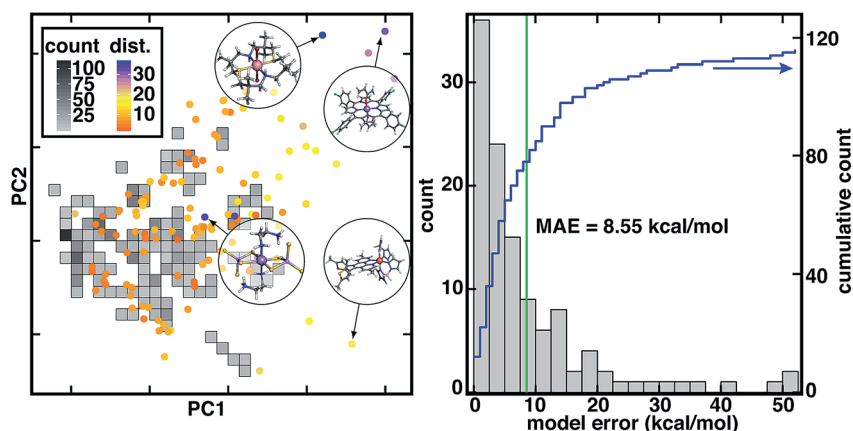 count dist.
100
75
50
25
30
20
10
PC2
PC1
count
30
20
10
0
MAE = 8.55 kcal/mol
0 10 20 30 40 50
model error (kcal/mol)
120
80
40
0
cumulative count